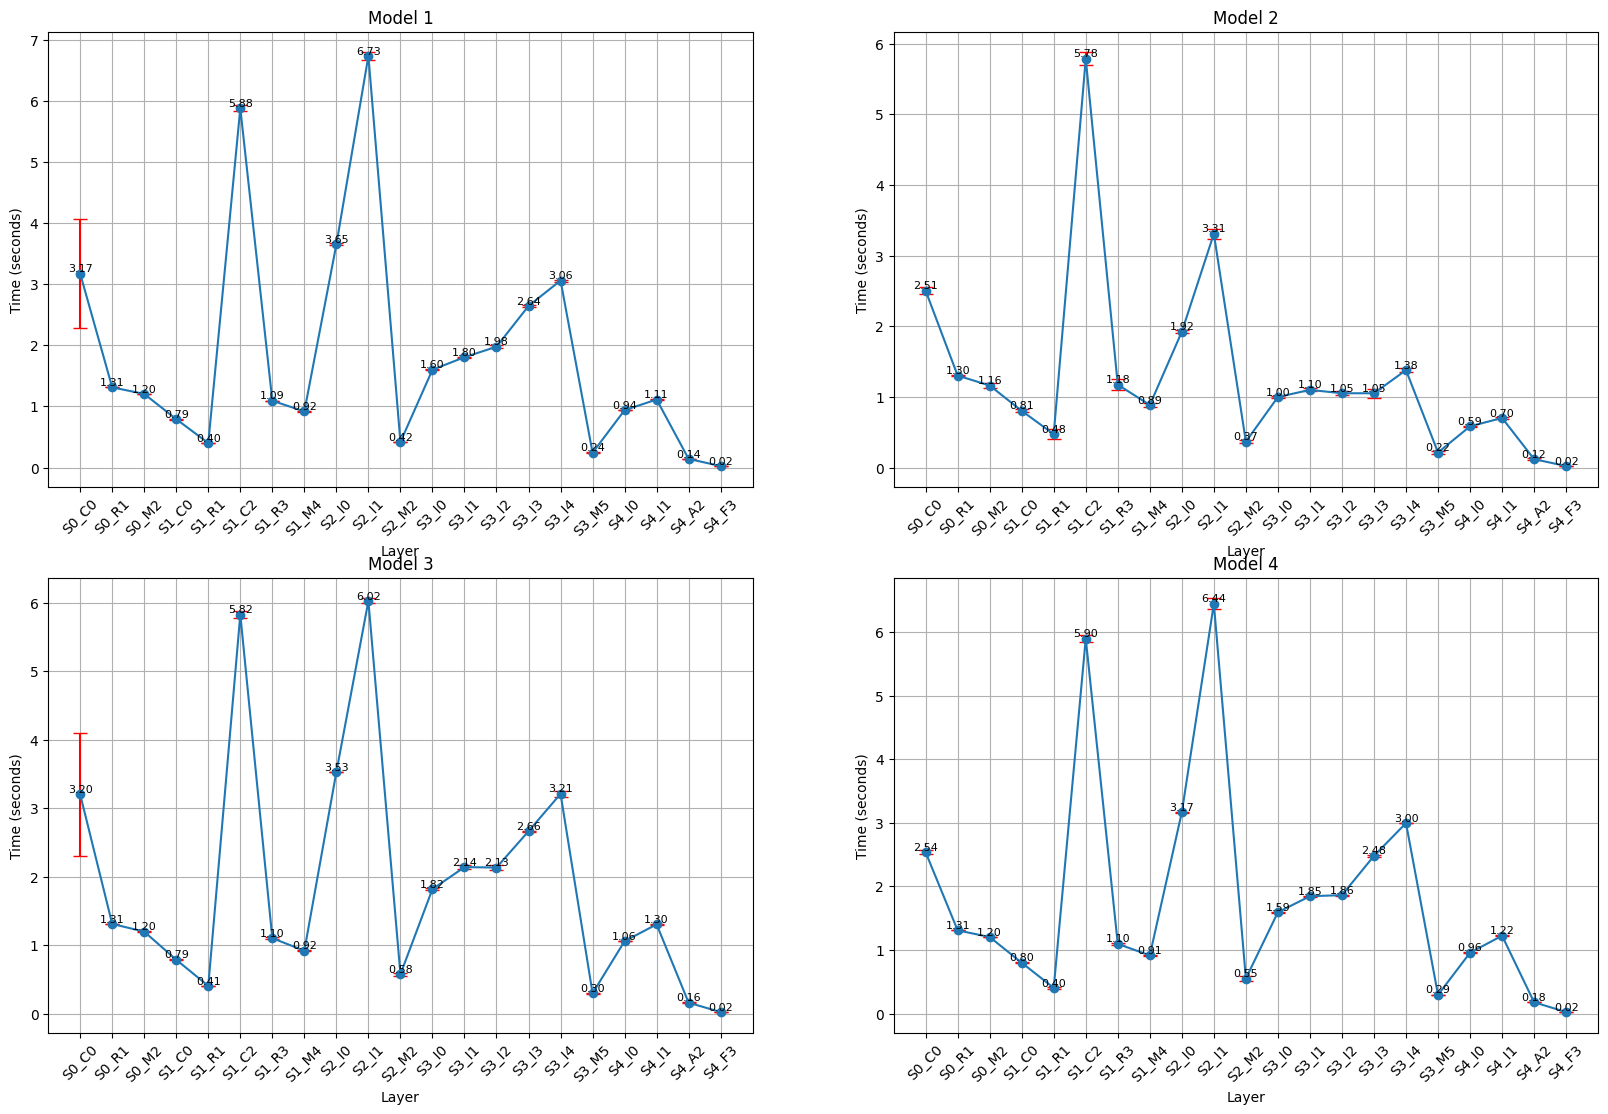 Model 1
Time (seconds)
7
6
5
4
3
2
1
0
3.17
1.31
1.20
0.79
0.40
5.88
1.09
0.92
3.65
6.73
0.42
1.60
1.80
1.98
2.64
3.06
0.24
0.94
1.11
0.14
0.02
S0_C0
S0_R1
S0_M2
S1_C0
S1_R1
S1_C2
S1_R3
S1_M4
S2_I0
S2_I1
S2_M2
S3_I0
S3_I1
S3_I2
S3_I3
S3_I4
S3_M5
S4_I0
S4_I1
S4_A2
S4_F3
Layer
Model 2
Time (seconds)
6
5
4
3
2
1
0
2.51
1.30
1.16
0.81
0.48
5.78
1.18
0.89
1.92
3.31
0.37
1.00
1.10
1.05
1.05
1.38
0.22
0.59
0.70
0.12
0.02
S0_C0
S0_R1
S0_M2
S1_C0
S1_R1
S1_C2
S1_R3
S1_M4
S2_I0
S2_I1
S2_M2
S3_I0
S3_I1
S3_I2
S3_I3
S3_I4
S3_M5
S4_I0
S4_I1
S4_A2
S4_F3
Layer
Model 3
Time (seconds)
6
5
4
3
2
1
0
3.20
1.31
1.20
0.79
0.41
5.82
1.10
0.92
3.53
6.02
0.58
1.82
2.14
2.13
2.66
3.21
0.30
1.06
1.30
0.16
0.02
S0_C0
S0_R1
S0_M2
S1_C0
S1_R1
S1_C2
S1_R3
S1_M4
S2_I0
S2_I1
S2_M2
S3_I0
S3_I1
S3_I2
S3_I3
S3_I4
S3_M5
S4_I0
S4_I1
S4_A2
S4_F3
Layer
Model 4
Time (seconds)
6
5
4
3
2
1
0
2.54
1.31
1.20
0.80
0.40
5.90
1.10
0.91
3.17
6.44
0.55
1.59
1.85
1.86
2.48
3.00
0.29
0.96
1.22
0.18
0.02
S0_C0
S0_R1
S0_M2
S1_C0
S1_R1
S1_C2
S1_R3
S1_M4
S2_I0
S2_I1
S2_M2
S3_I0
S3_I1
S3_I2
S3_I3
S3_I4
S3_M5
S4_I0
S4_I1
S4_A2
S4_F3
Layer